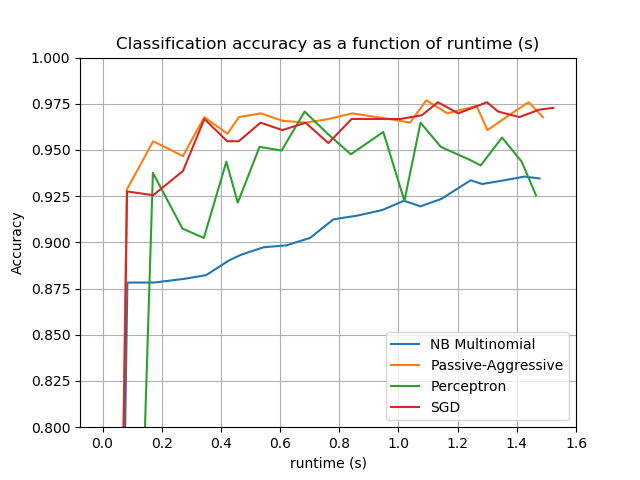 Classification accuracy as a function of runtime (s)
1.000
0.975
0.950
0.925
0.900
0.875
0.850
0.825
0.800
Accuracy
NB Multinomial
Passive-Aggressive
Perceptron
SGD
0.0 0.2 0.4 0.6 0.8 1.0 1.2 1.4 1.6
runtime (s)